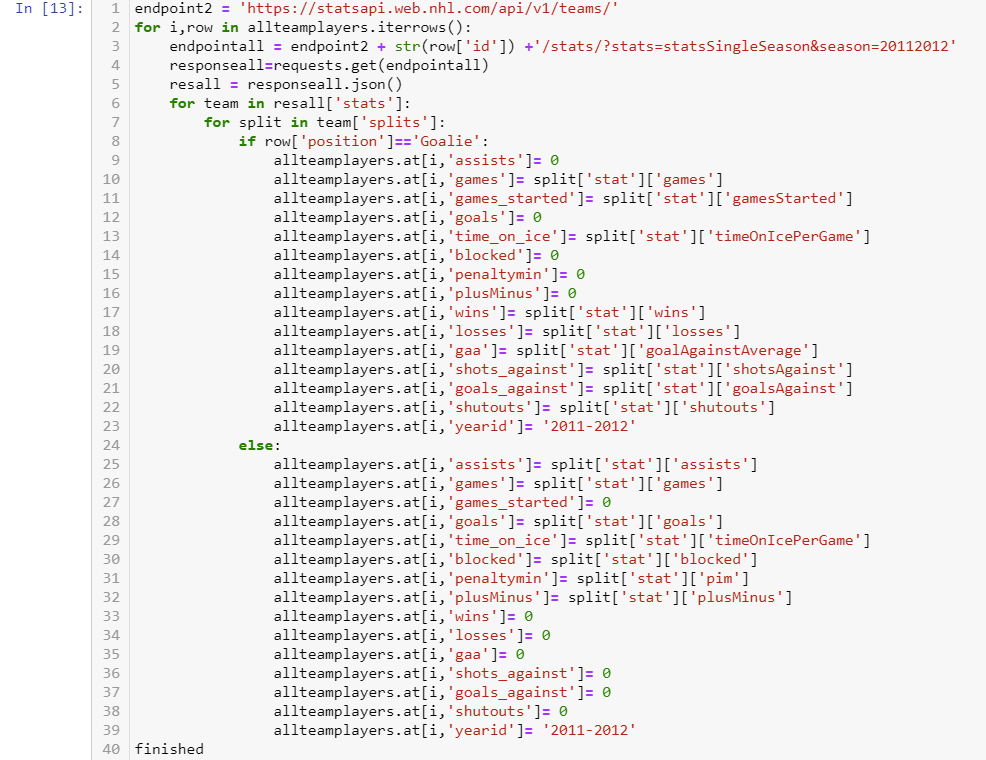 In [13]:
1 endpoint2 = 'https://statsapi.web.nhl.com/api/v1/teams/'
2 for i,row in allteamplayers.iterrows():
3     endpointall = endpoint2 + str(row['id']) +'/stats/?stats=statsSingleSeason&season=20112012'
4     responseall=requests.get(endpointall)
5     resall = responseall.json()
6     for team in resall['stats']:
7         for split in team['splits']:
8             if row['position']=='Goalie':
9                 allteamplayers.at[i,'assists']= 0
10                 allteamplayers.at[i,'games']= split['stat']['games']
11                 allteamplayers.at[i,'games_started']= split['stat']['gamesStarted']
12                 allteamplayers.at[i,'goals']= 0
13                 allteamplayers.at[i,'time_on_ice']= split['stat']['timeOnIcePerGame']
14                 allteamplayers.at[i,'blocked']= 0
15                 allteamplayers.at[i,'penaltymin']= 0
16                 allteamplayers.at[i,'plusMinus']= 0
17                 allteamplayers.at[i,'wins']= split['stat']['wins']
18                 allteamplayers.at[i,'losses']= split['stat']['losses']
19                 allteamplayers.at[i,'gaa']= split['stat']['goalAgainstAverage']
20                 allteamplayers.at[i,'shots_against']= split['stat']['shotsAgainst']
21                 allteamplayers.at[i,'goals_against']= split['stat']['goalsAgainst']
22                 allteamplayers.at[i,'shutouts']= split['stat']['shutouts']
23                 allteamplayers.at[i,'yearid']= '2011-2012'
24             else:
25                 allteamplayers.at[i,'assists']= split['stat']['assists']
26                 allteamplayers.at[i,'games']= split['stat']['games']
27                 allteamplayers.at[i,'games_started']= 0
28                 allteamplayers.at[i,'goals']= split['stat']['goals']
29                 allteamplayers.at[i,'time_on_ice']= split['stat']['timeOnIcePerGame']
30                 allteamplayers.at[i,'blocked']= split['stat']['blocked']
31                 allteamplayers.at[i,'penaltymin']= split['stat']['pim']
32                 allteamplayers.at[i,'plusMinus']= split['stat']['plusMinus']
33                 allteamplayers.at[i,'wins']= 0
34                 allteamplayers.at[i,'losses']= 0
35                 allteamplayers.at[i,'gaa']= 0
36                 allteamplayers.at[i,'shots_against']= 0
37                 allteamplayers.at[i,'goals_against']= 0
38                 allteamplayers.at[i,'shutouts']= 0
39                 allteamplayers.at[i,'yearid']= '2011-2012'
40 finished